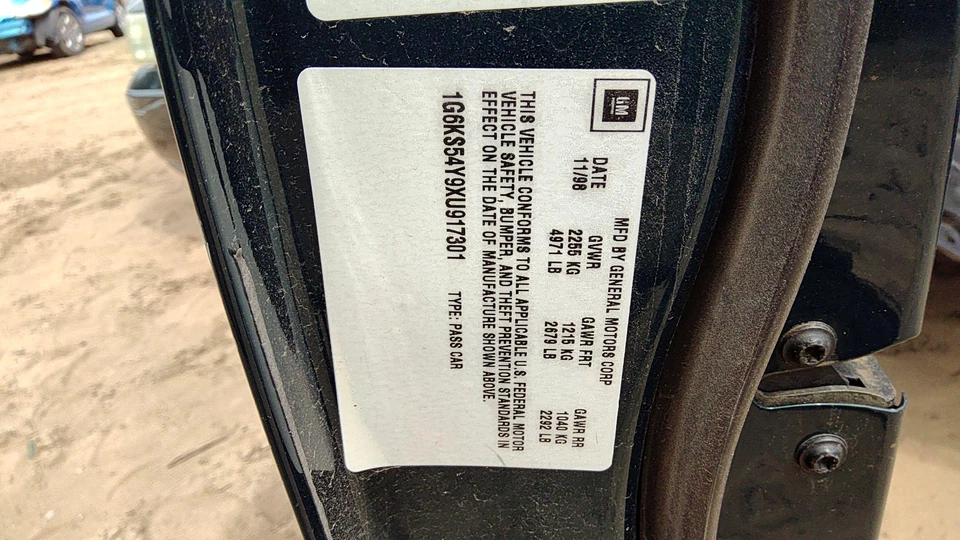 GM
MFD BY GENERAL MOTORS CORP
DATE GVWR GAWR FRT GAWR RR
11/98 2255 KG 1215 KG 1040 KG
4971 LB 2679 LB 2292 LB
THIS VEHICLE CONFORMS TO ALL APPLICABLE U.S. FEDERAL MOTOR
VEHICLE SAFETY, BUMPER, AND THEFT PREVENTION STANDARDS IN
EFFECT ON THE DATE OF MANUFACTURE SHOWN ABOVE.
1G6KS54Y9XU917301 TYPE: PASS CAR